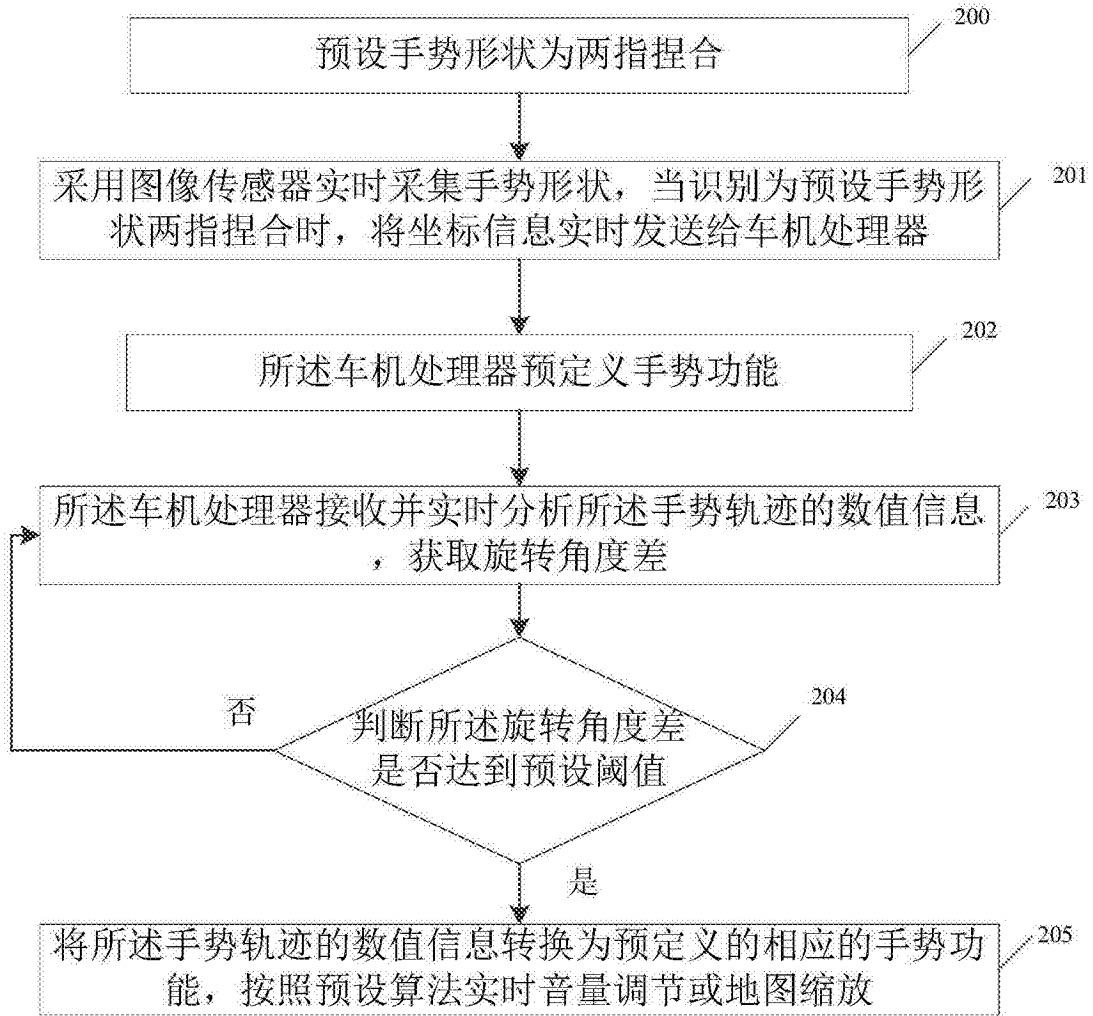 200
预设手势形状为两指捏合
采用图像传感器实时采集手势形状，当识别为预设手势形
状两指捏合时，将坐标信息实时发送给车机处理器
201
202
所述车机处理器预定义手势功能
所述车机处理器接收并实时分析所述手势轨迹的数值信息
，获取旋转角度差
203
否
判断所述旋转角度差
是否达到预设阈值
204
是
将所述手势轨迹的数值信息转换为预定义的相应的手势功
能，按照预设算法实时音量调节或地图缩放
205